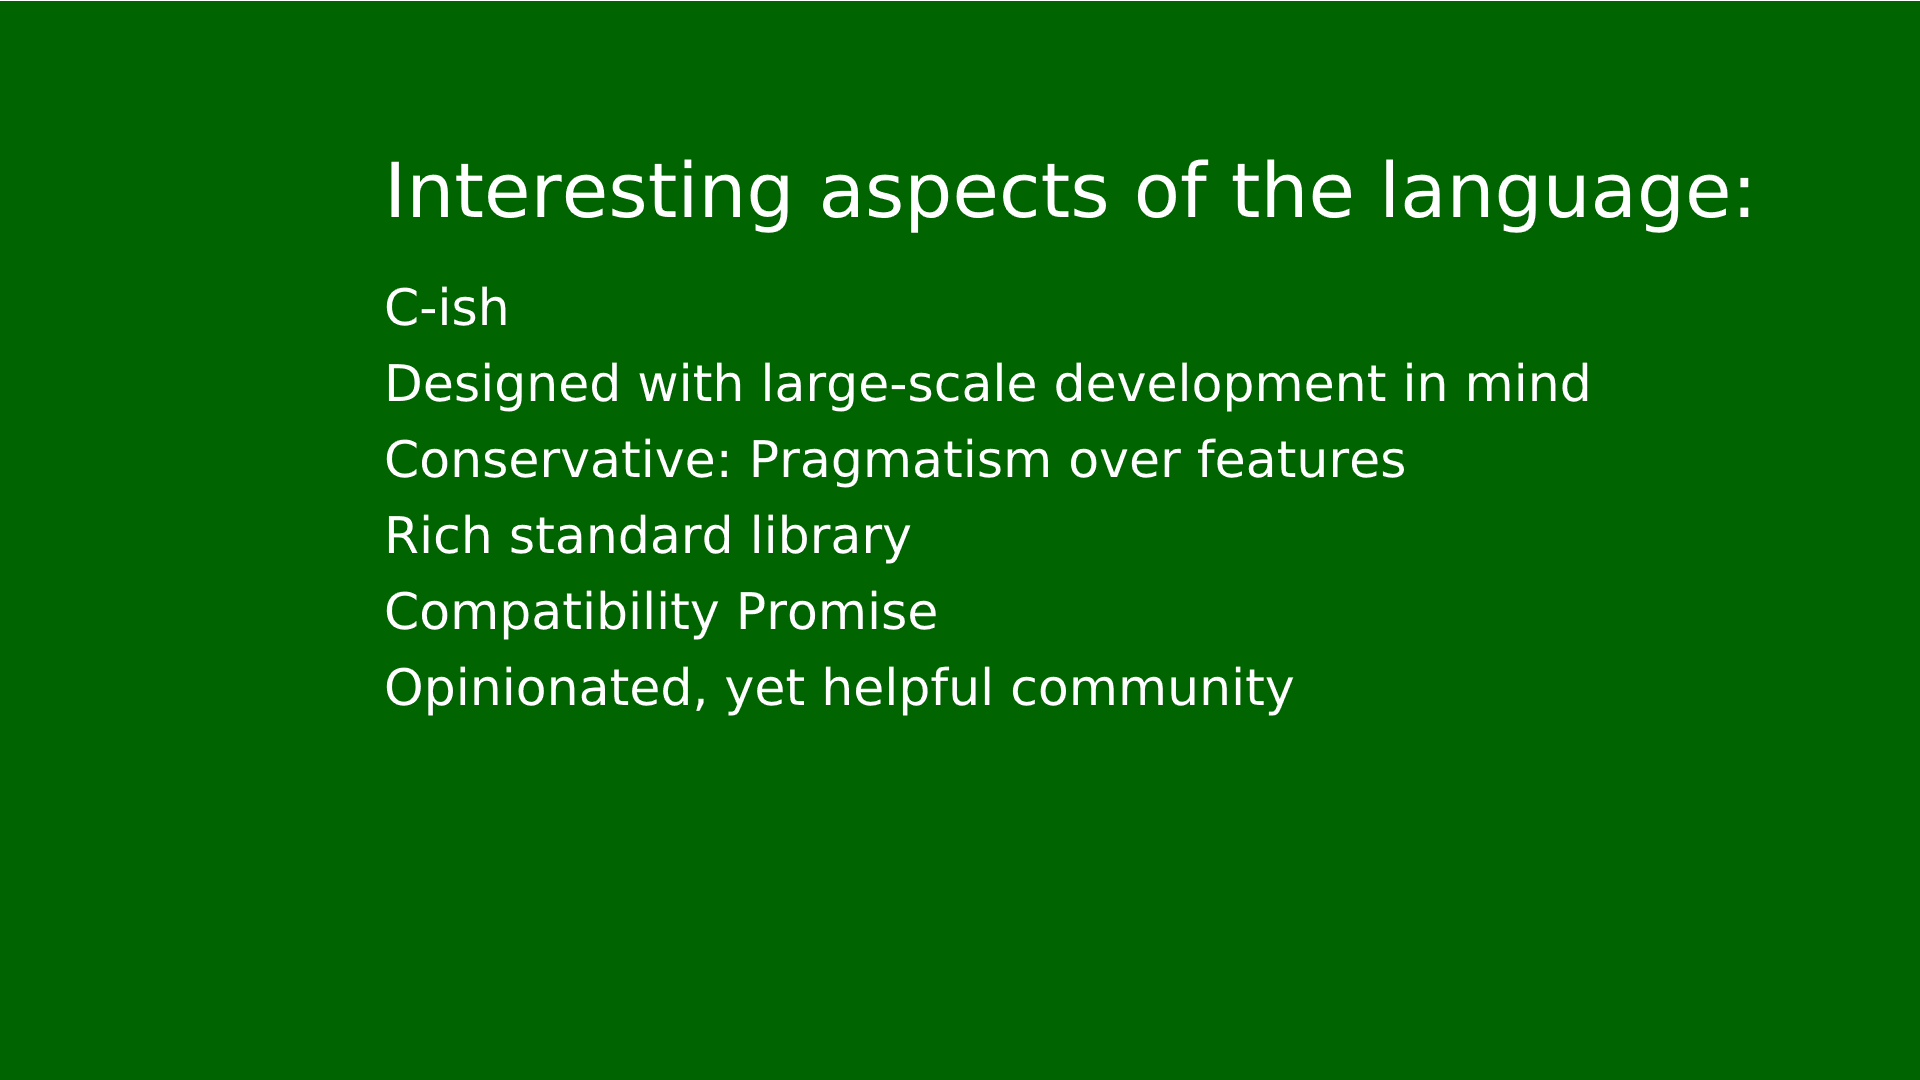 Interesting aspects of the language:
C-ish
Designed with large-scale development in mind
Conservative: Pragmatism over features
Rich standard library
Compatibility Promise
Opinionated, yet helpful community